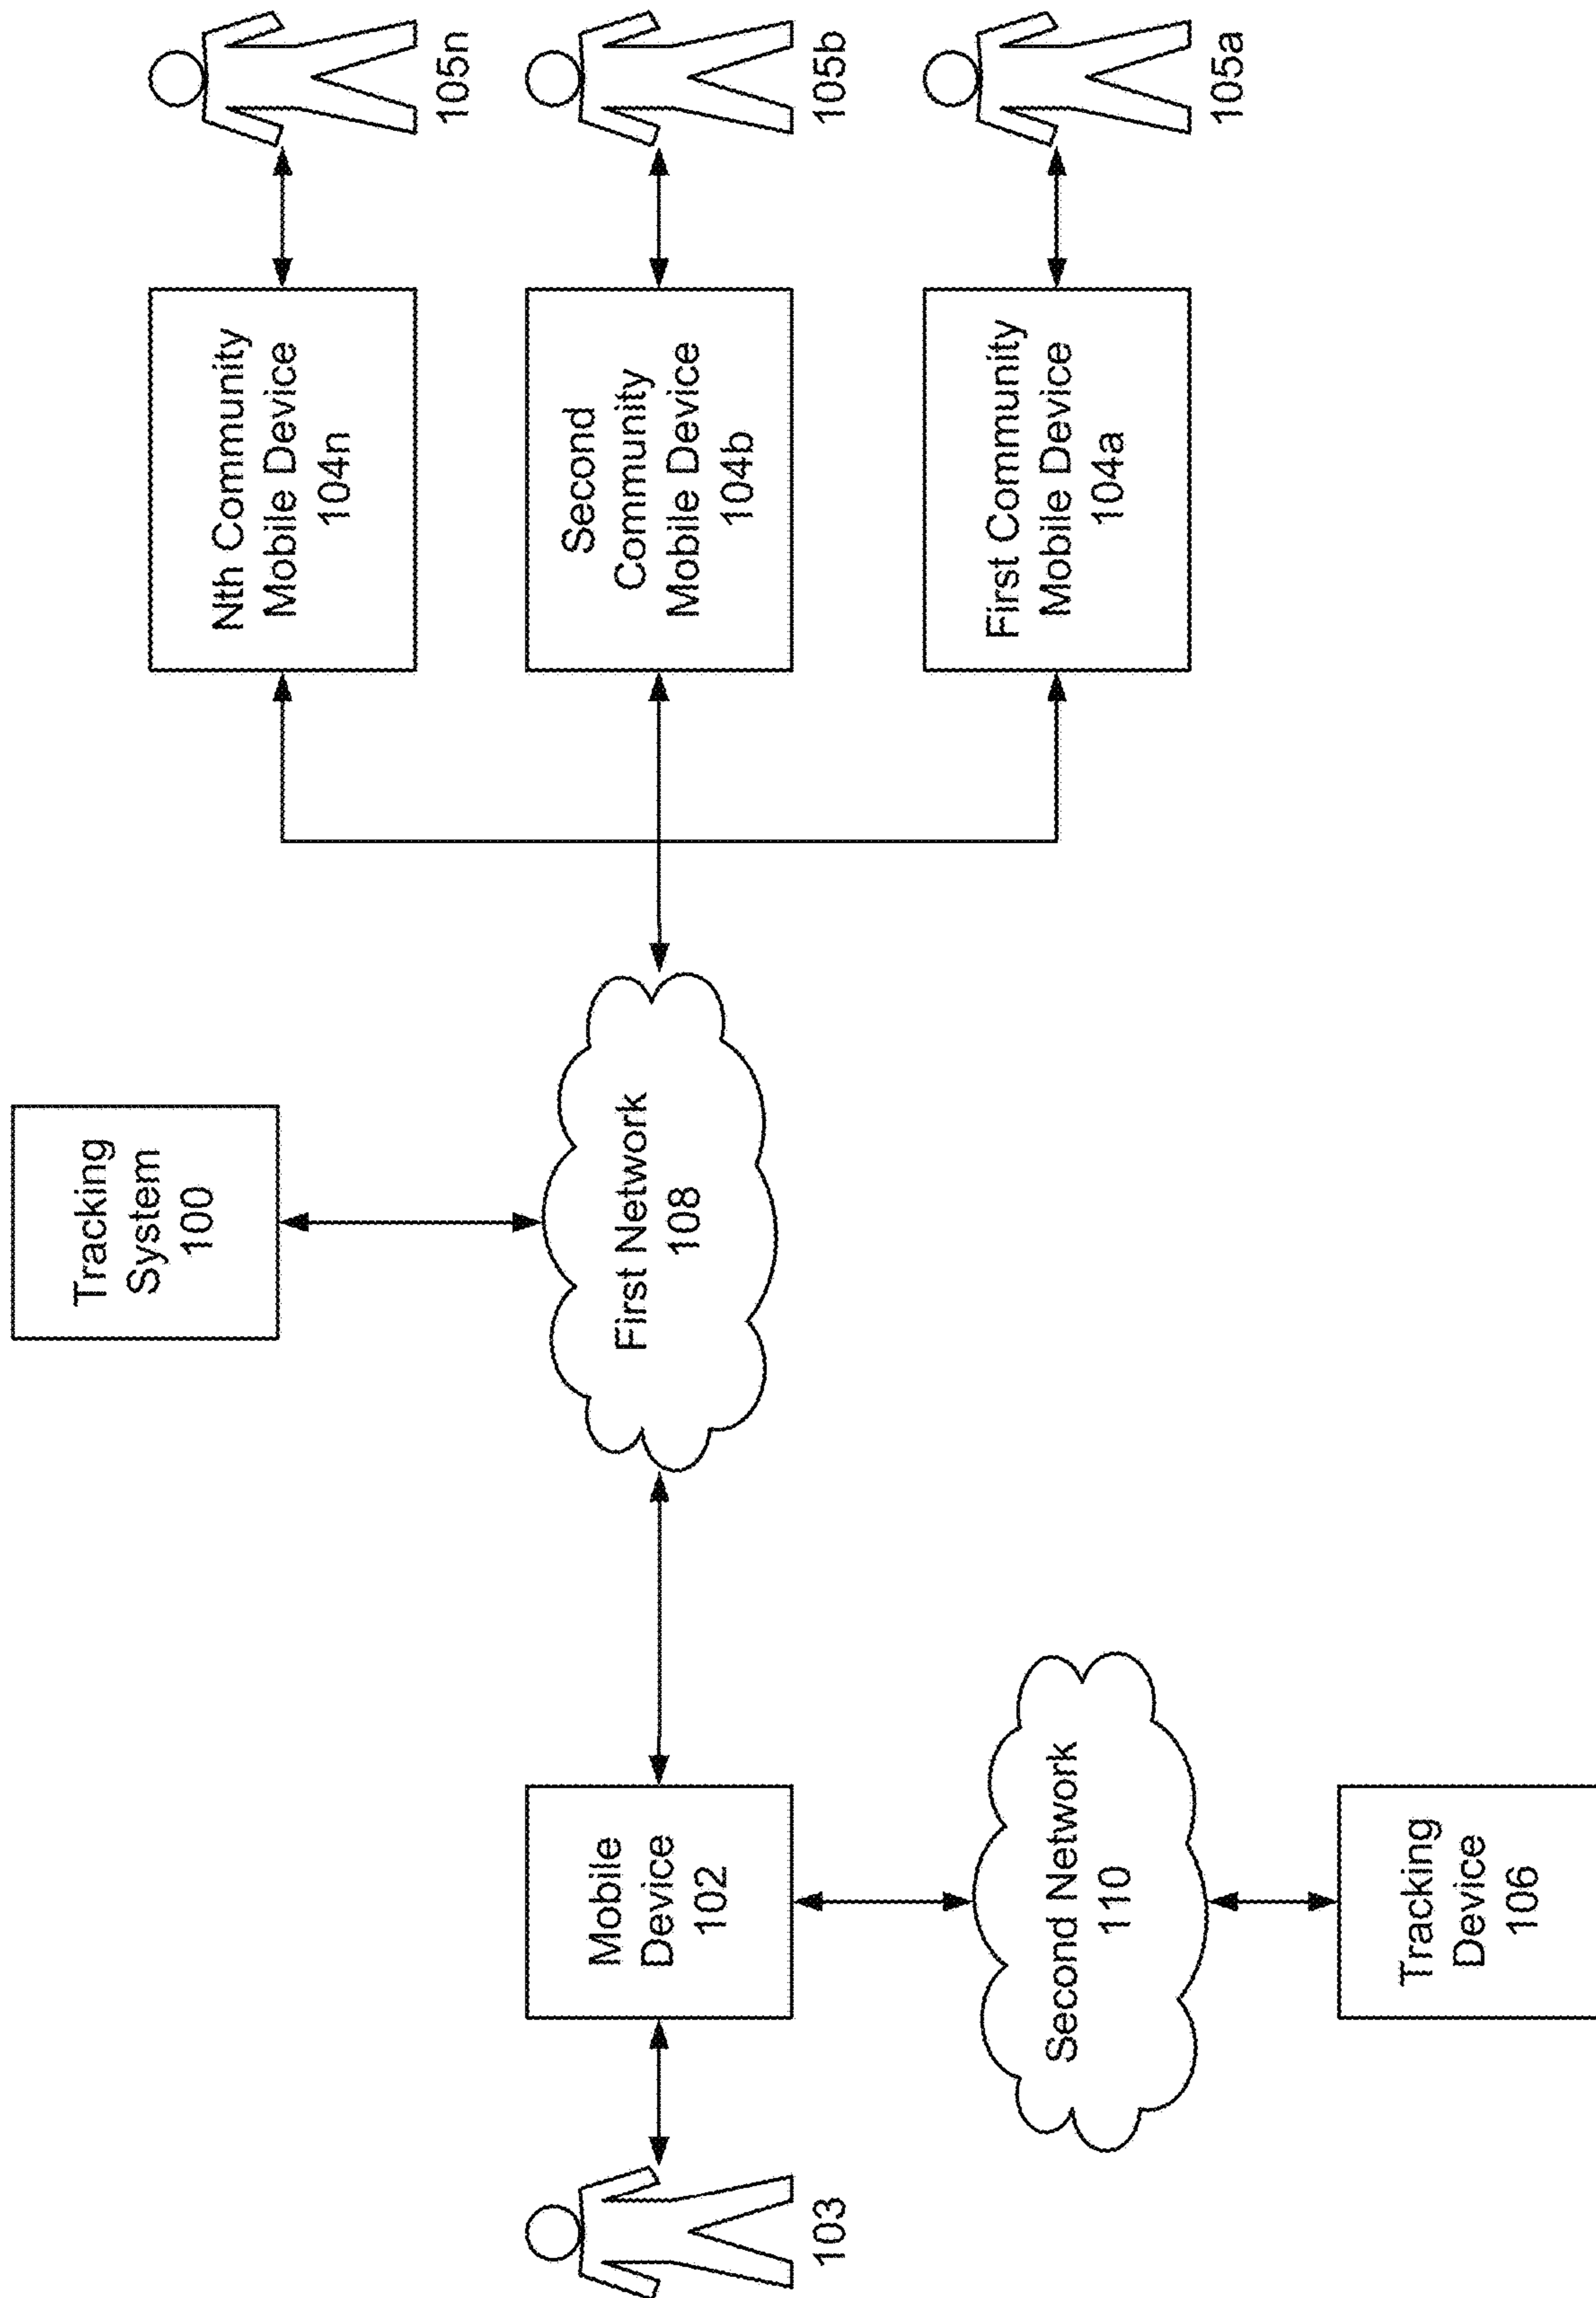 Tracking
System
100
Nth Community
Mobile Device
104n
105n
103
Mobile
Device
102
First Network
108
Second
Community
Mobile Device
104b
105b
Second Network
110
First Community
Mobile Device
104a
105a
Tracking
Device
106